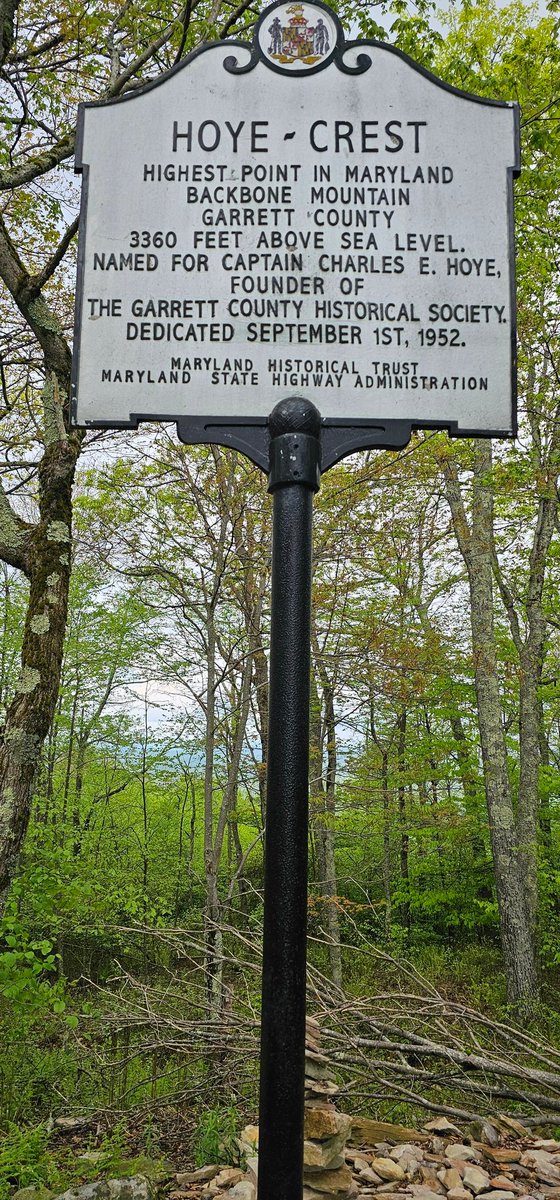 HOYE - CREST
HIGHEST POINT IN MARYLAND
BACKBONE MOUNTAIN
GARRETT COUNTY
3360 FEET ABOVE SEA LEVEL.
NAMED FOR CAPTAIN CHARLES E. HOYE,
FOUNDER OF
THE GARRETT COUNTY HISTORICAL SOCIETY.
DEDICATED SEPTEMBER 1ST, 1952.
MARYLAND HISTORICAL TRUST
MARYLAND STATE HIGHWAY ADMINISTRATION